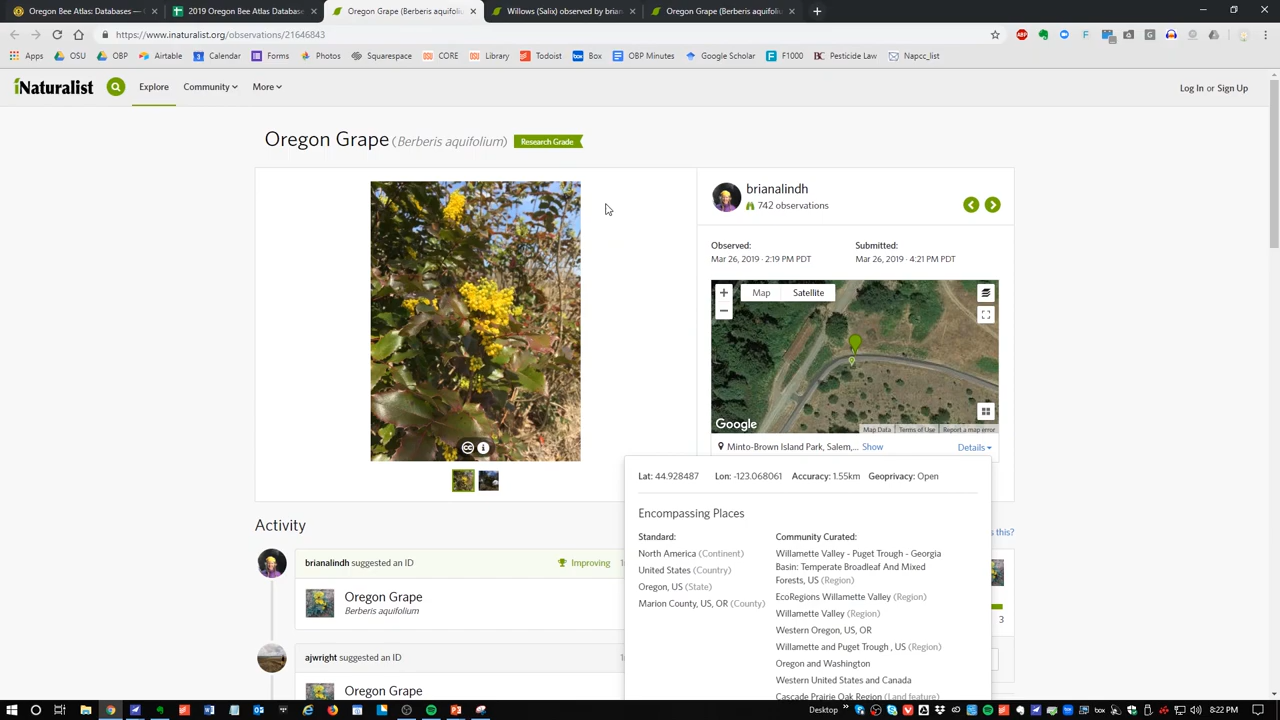 Oregon Bee Atlas Databas
2019 Oregon Bee Atlas Databas
Oregon Grape (Berberis aquifolium) o
Willows (Salix) observed by brian
Oregon Grape (Berberis aquifolium
https://www.inaturalist.org/observations/21646843
Apps OSU OBP Airtable Calendar Forms Photos Squarespace CORE Library Todoist Box OBP Minutes Google Scholar F1000 Pesticide Law Napcc_list
iNaturalist Explore Community More Log In or Sign Up
Oregon Grape (Berberis aquifolium) Research Grade
brianalindh
742 observations
Observed: Submitted:
Mar 26, 2019 · 2:19 PM PDT Mar 26, 2019 · 4:21 PM PDT
Map Satellite
Google Map Data Terms of Use Report a map error
Minto-Brown Island Park, Salem,... Show Details
Lat: 44.928487 Lon: -123.068061 Accuracy: 1.55km Geoprivacy: Open
Encompassing Places
Standard:
North America (Continent)
United States (Country)
Oregon, US (State)
Marion County, US, OR (County)
Community Curated:
Willamette Valley - Puget Trough - Georgia
Basin: Temperate Broadleaf And Mixed
Forests, US (Region)
EcoRegions Willamette Valley (Region)
Willamette Valley (Region)
Western Oregon, US, OR
Willamette and Puget Trough , US (Region)
Oregon and Washington
Western United States and Canada
Cascade Prairie Oak Region (Land feature)
s this?
3
Activity
brianalindh suggested an ID Improving
Oregon Grape
Berberis aquifolium
ajwright suggested an ID
Oregon Grape
Desktop 8:22 PM